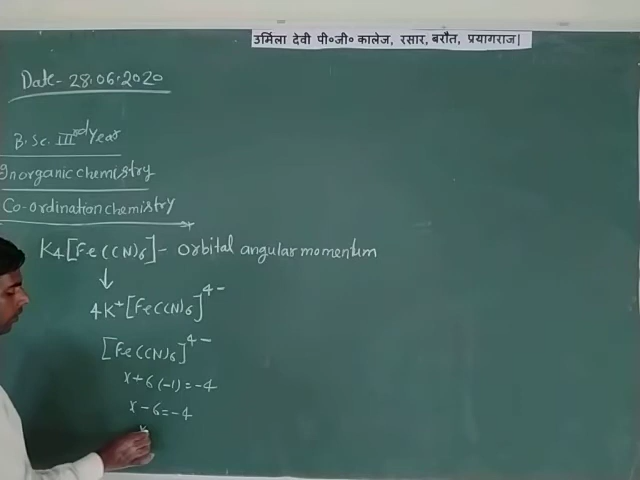 उर्मिला देवी पी०जी० कालेज, रसार, बरौत, प्रयागराज|
Date- 28.06.2020
B.Sc. IIIrd Year
Inorganic chemistry
Co-ordination chemistry
K4[Fe(CN)6]- Orbital angular momentum
↓
4K+[Fe(CN)6]4-
[Fe(CN)6]4-
x+6(-1)=-4
x-6=-4
x